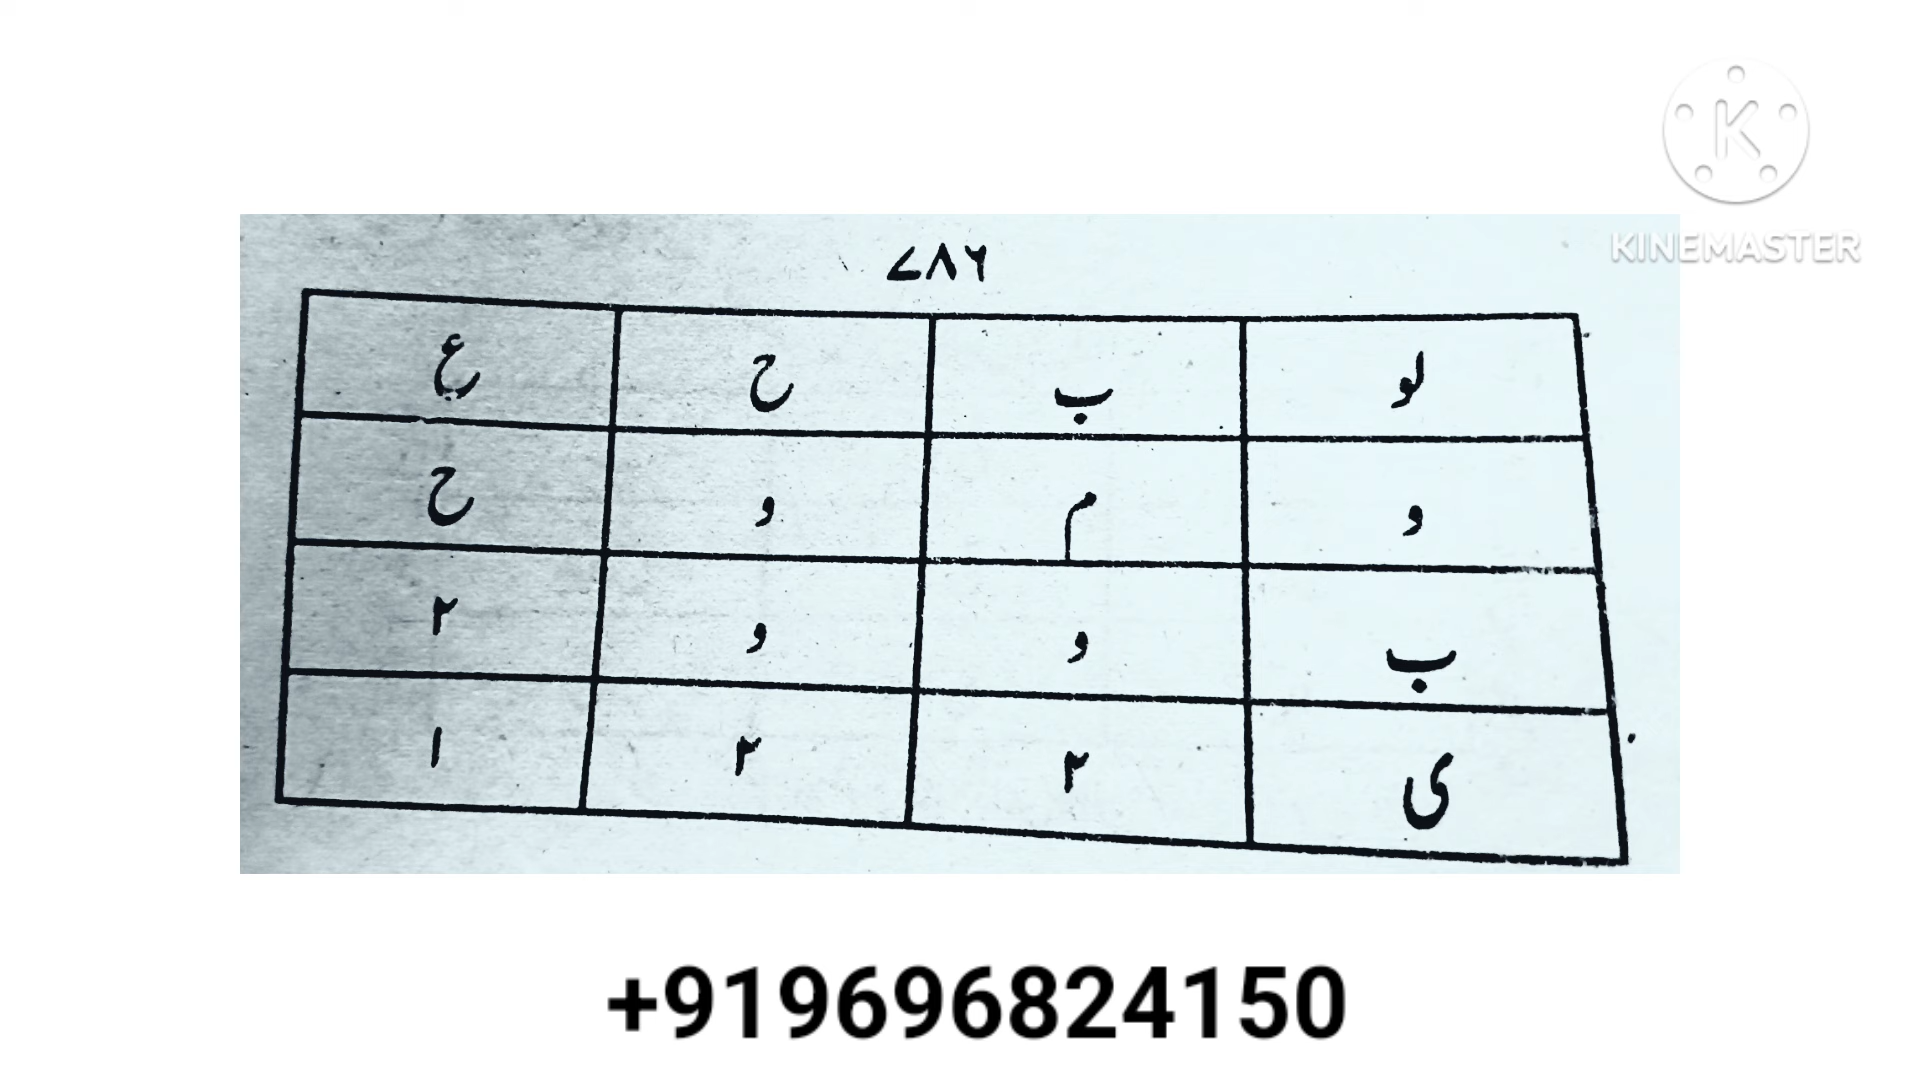 KINEMASTER
۷۸۶
لو ب ح ع
و م و ح
ب و و ۲
ی ۲ ۲ ۱
+919696824150